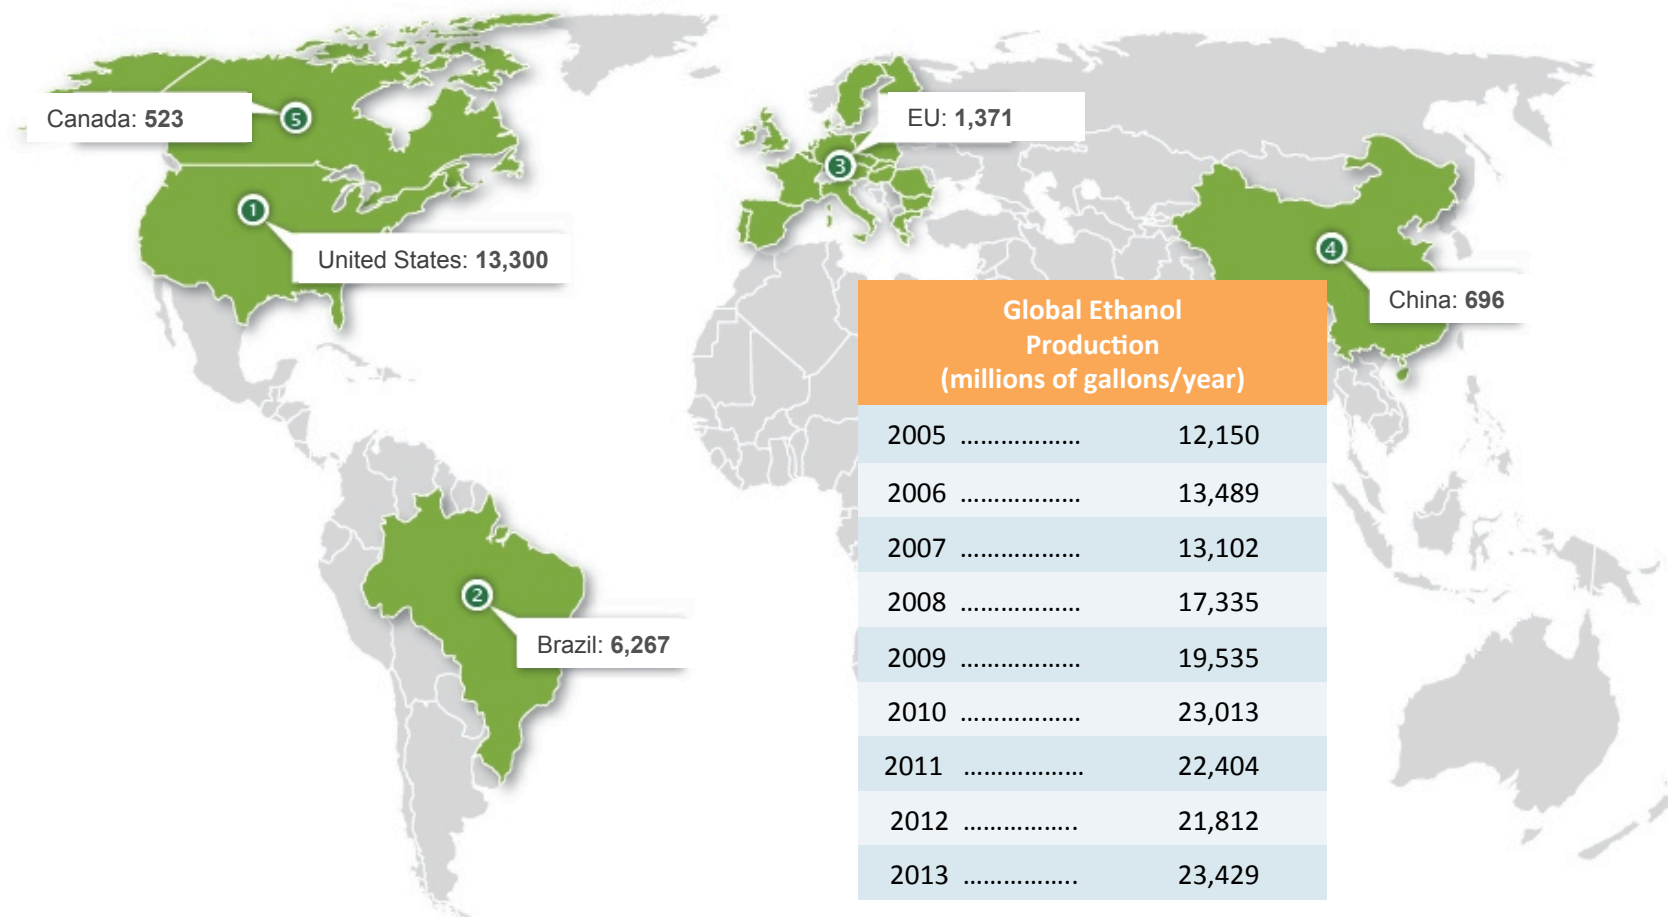 Canada: 523
5
EU: 1,371
3
1
United States: 13,300
4
China: 696
2
Brazil: 6,267
Global Ethanol
Production
(millions of gallons/year)
2005 ……………… 12,150
2006 ……………… 13,489
2007 ……………… 13,102
2008 ……………… 17,335
2009 ……………… 19,535
2010 ……………… 23,013
2011 ……………… 22,404
2012 …………….. 21,812
2013 …………….. 23,429